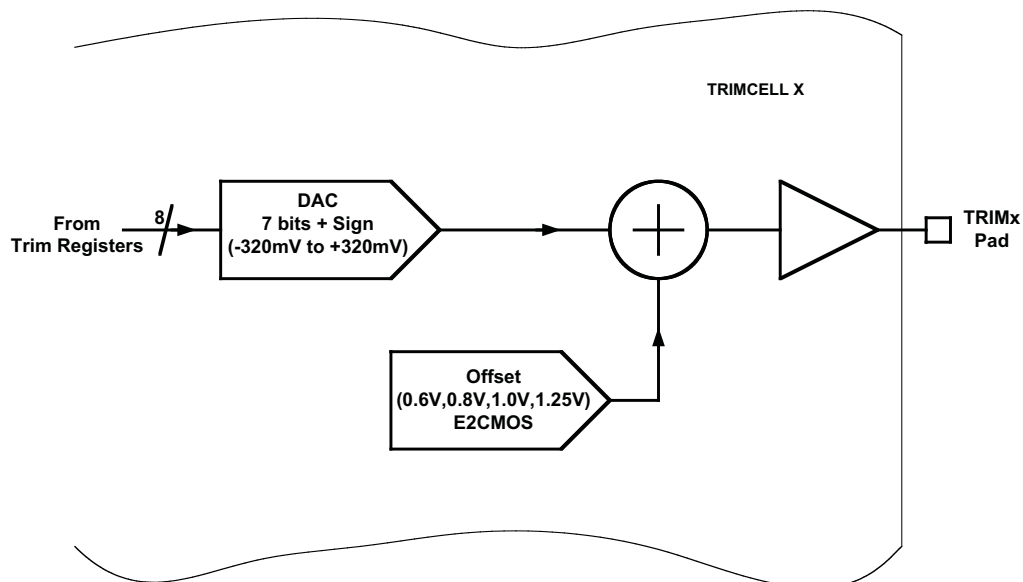 TRIMCELL X
From
Trim Registers
8
DAC
7 bits + Sign
(-320mV to +320mV)
TRIMx
Pad
Offset
(0.6V,0.8V,1.0V,1.25V)
E2CMOS